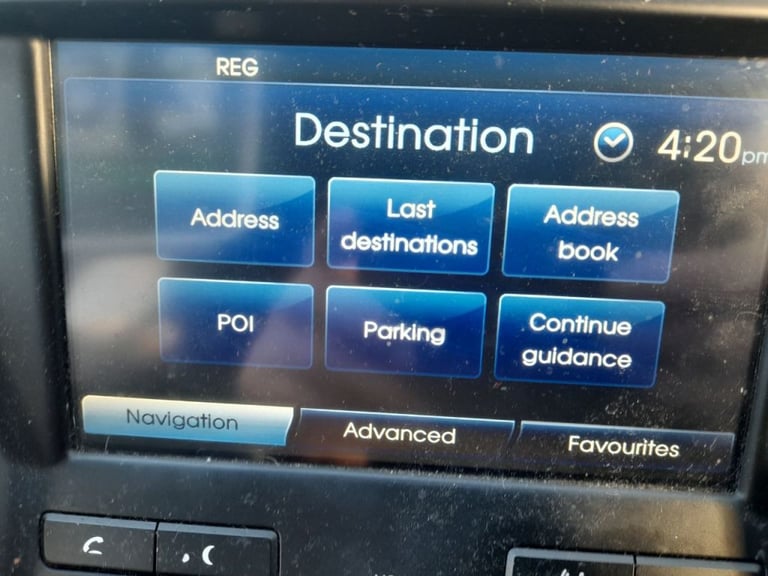 REG
Destination
4:20pm
Address
Last
destinations
Address
book
POI
Parking
Continue
guidance
Navigation
Advanced
Favourites